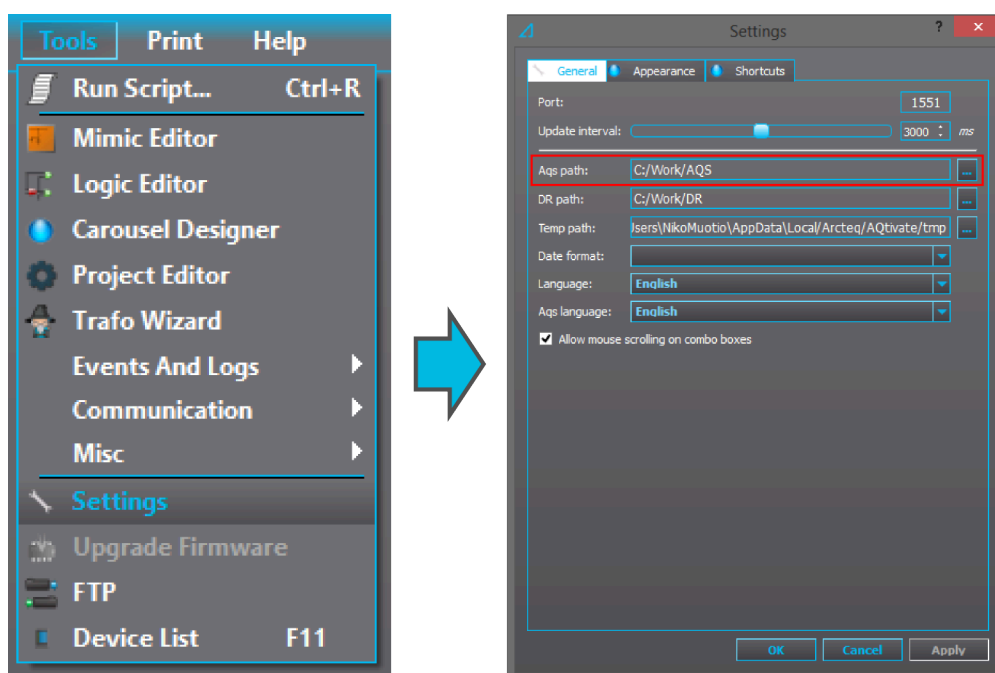 Tools Print Help
Run Script... Ctrl+R
Mimic Editor
Logic Editor
Carousel Designer
Project Editor
Trafo Wizard
Events And Logs
Communication
Misc
Settings
Upgrade Firmware
FTP
Device List F11
Settings ? ×
General Appearance Shortcuts
Port: 1551
Update interval: 3000 ms
Aqs path: C:/Work/AQS ...
DR path: C:/Work/DR ...
Temp path: Jsers\NikoMuotio\AppData\Local/Arcteq/AQtivate/tmp ...
Date format:
Language: English
Aqs language: English
Allow mouse scrolling on combo boxes
OK Cancel Apply